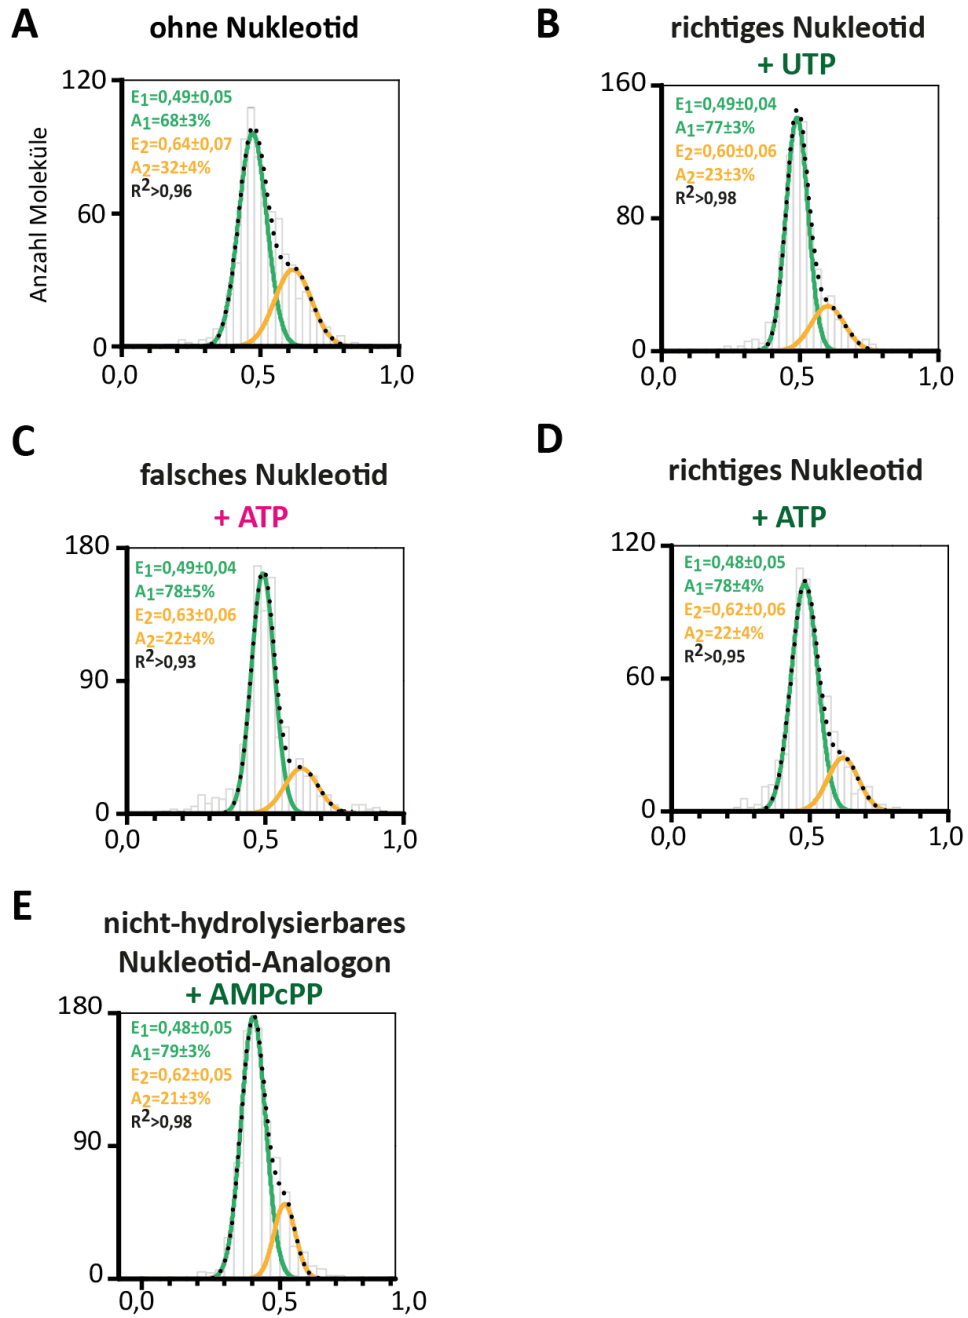 A
ohne Nukleotid
120
60
0
Anzahl Moleküle
E1=0,49±0,05
A1=68±3%
E2=0,64±0,07
A2=32±4%
R2>0,96
0,0 0,5 1,0
B
richtiges Nukleotid
+ UTP
160
80
0
E1=0,49±0,04
A1=77±3%
E2=0,60±0,06
A2=23±3%
R2>0,98
0,0 0,5 1,0
C
falsches Nukleotid
+ ATP
180
90
0
E1=0,49±0,04
A1=78±5%
E2=0,63±0,06
A2=22±4%
R2>0,93
0,0 0,5 1,0
D
richtiges Nukleotid
+ ATP
120
60
0
E1=0,48±0,05
A1=78±4%
E2=0,62±0,06
A2=22±4%
R2>0,95
0,0 0,5 1,0
E
nicht-hydrolysierbares
Nukleotid-Analogon
+ AMPcPP
180
90
0
E1=0,48±0,05
A1=79±3%
E2=0,62±0,05
A2=21±3%
R2>0,98
0,0 0,5 1,0